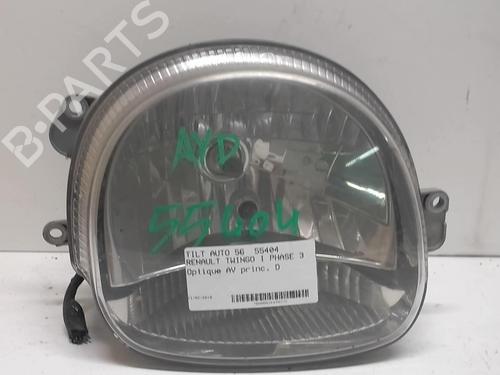 B-PARTS
AVD
55404
TILT AUTO 56 55404
RENAULT TWINGO I PHASE 3
Optique AV princ. D